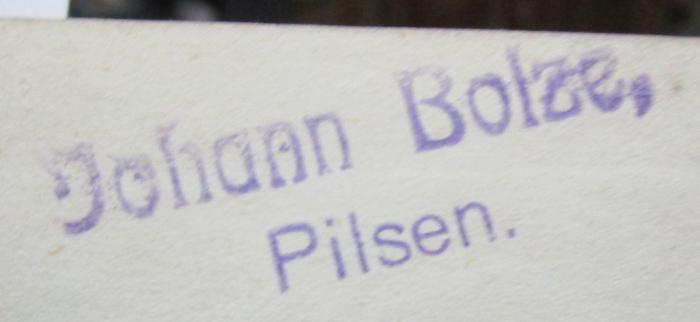 Johann Bolze,
Pilsen.